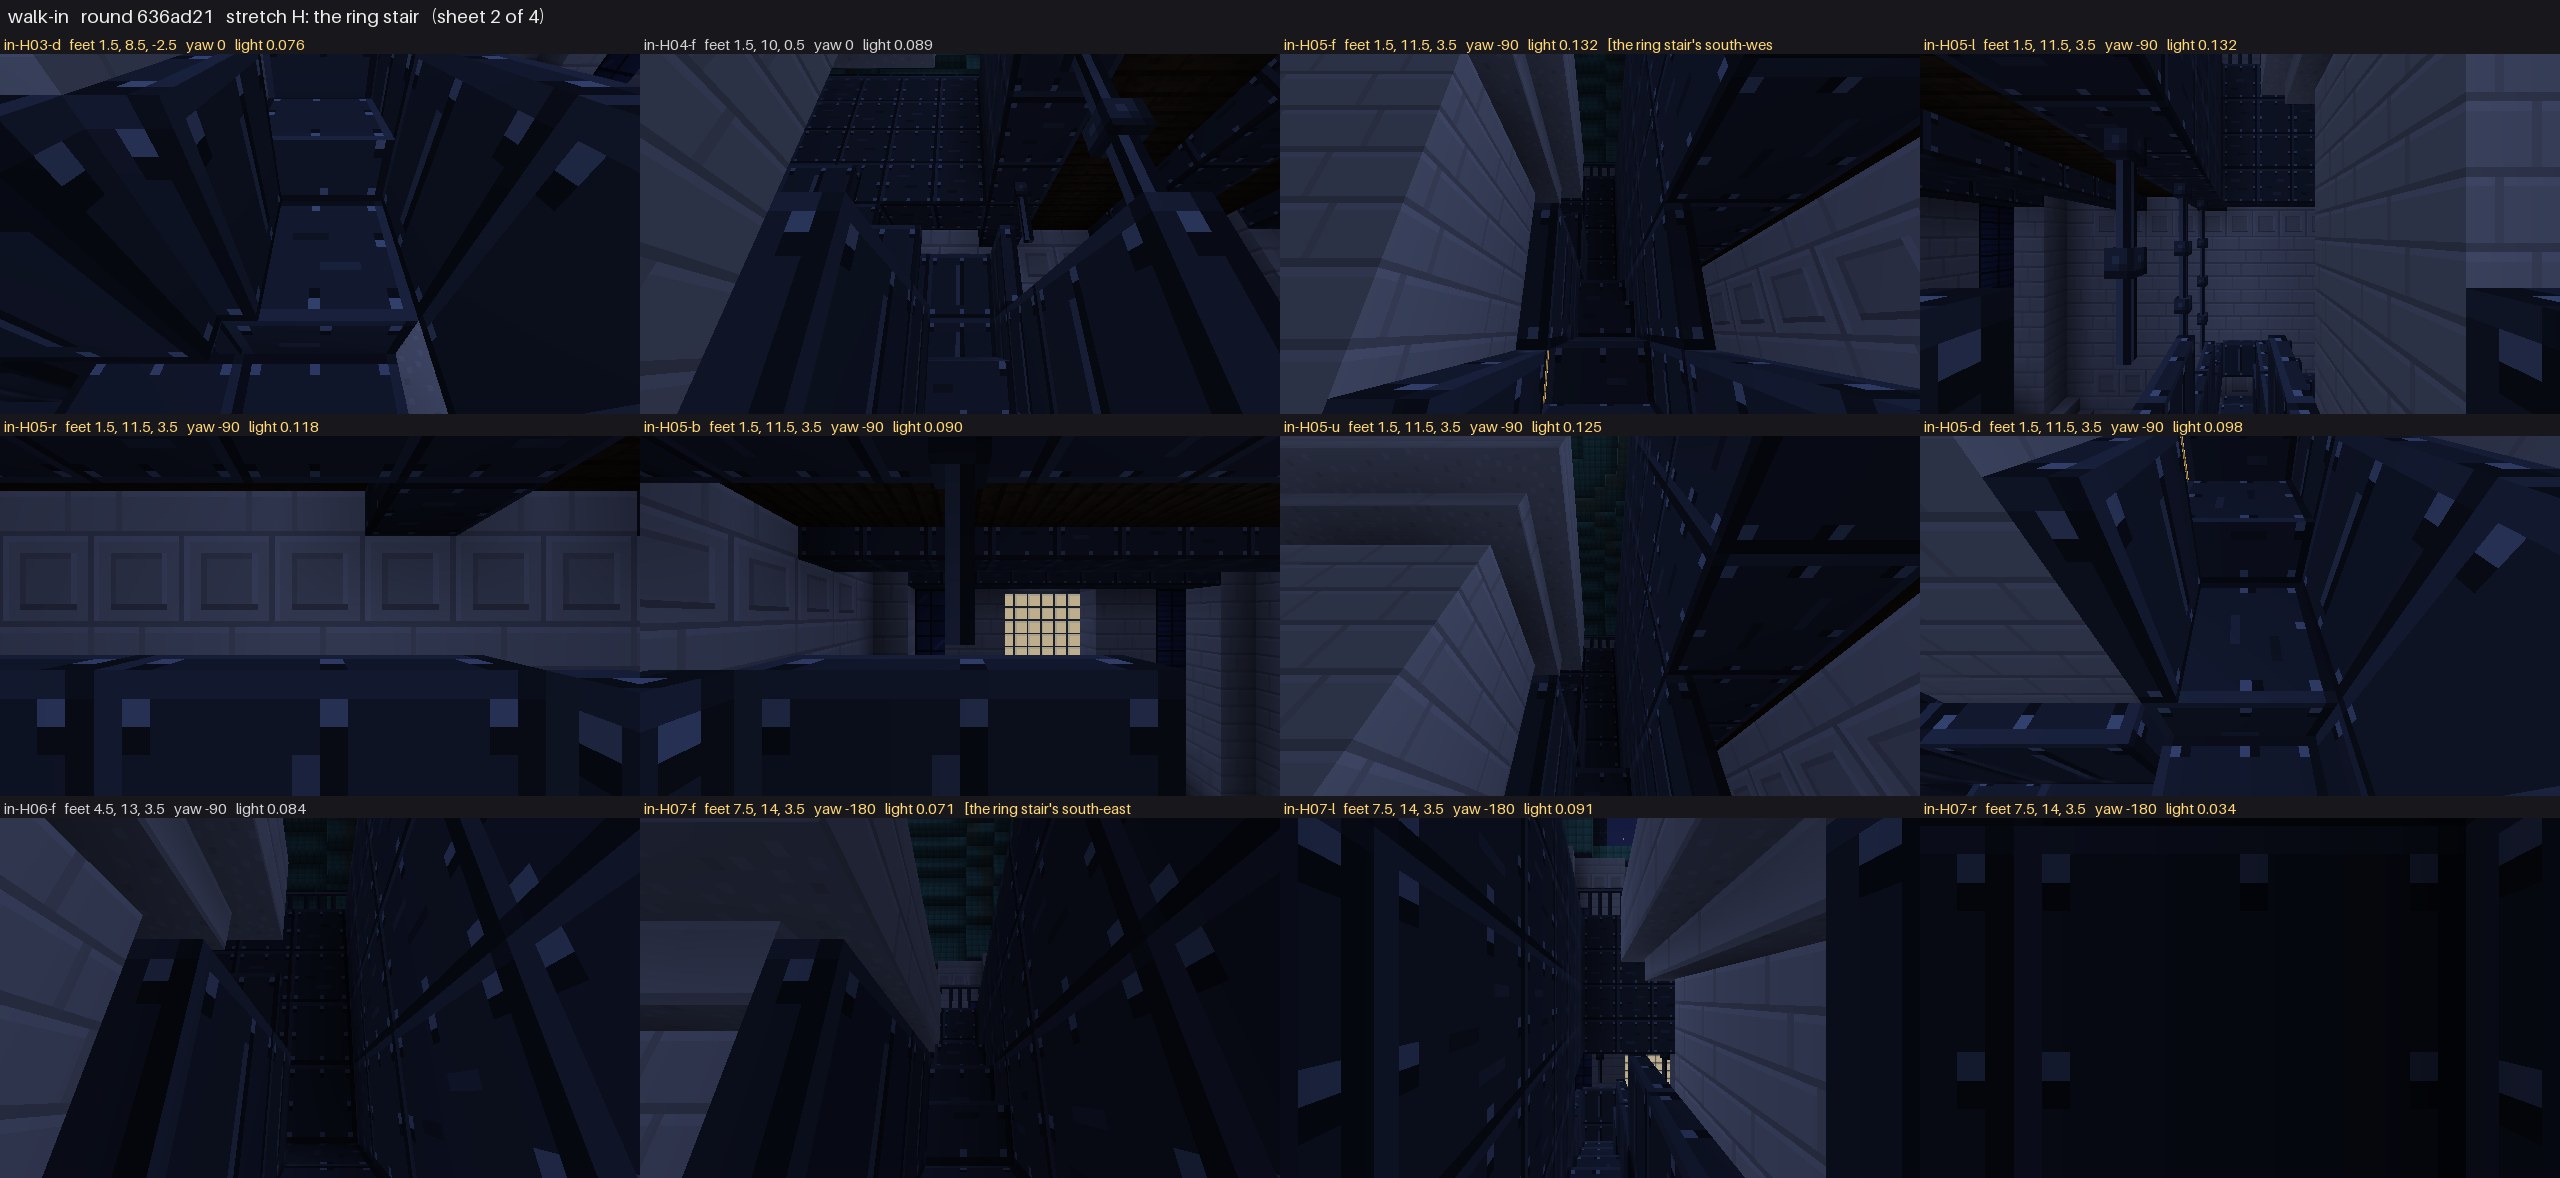 walk-in round 636ad21 stretch H: the ring stair (sheet 2 of 4)
in-H03-d feet 1.5, 8.5, -2.5 yaw 0 light 0.076
in-H04-f feet 1.5, 10, 0.5 yaw 0 light 0.089
in-H05-f feet 1.5, 11.5, 3.5 yaw -90 light 0.132 [the ring stair's south-wes
in-H05-l feet 1.5, 11.5, 3.5 yaw -90 light 0.132
in-H05-r feet 1.5, 11.5, 3.5 yaw -90 light 0.118
in-H05-b feet 1.5, 11.5, 3.5 yaw -90 light 0.090
in-H05-u feet 1.5, 11.5, 3.5 yaw -90 light 0.125
in-H05-d feet 1.5, 11.5, 3.5 yaw -90 light 0.098
in-H06-f feet 4.5, 13, 3.5 yaw -90 light 0.084
in-H07-f feet 7.5, 14, 3.5 yaw -180 light 0.071 [the ring stair's south-east
in-H07-l feet 7.5, 14, 3.5 yaw -180 light 0.091
in-H07-r feet 7.5, 14, 3.5 yaw -180 light 0.034